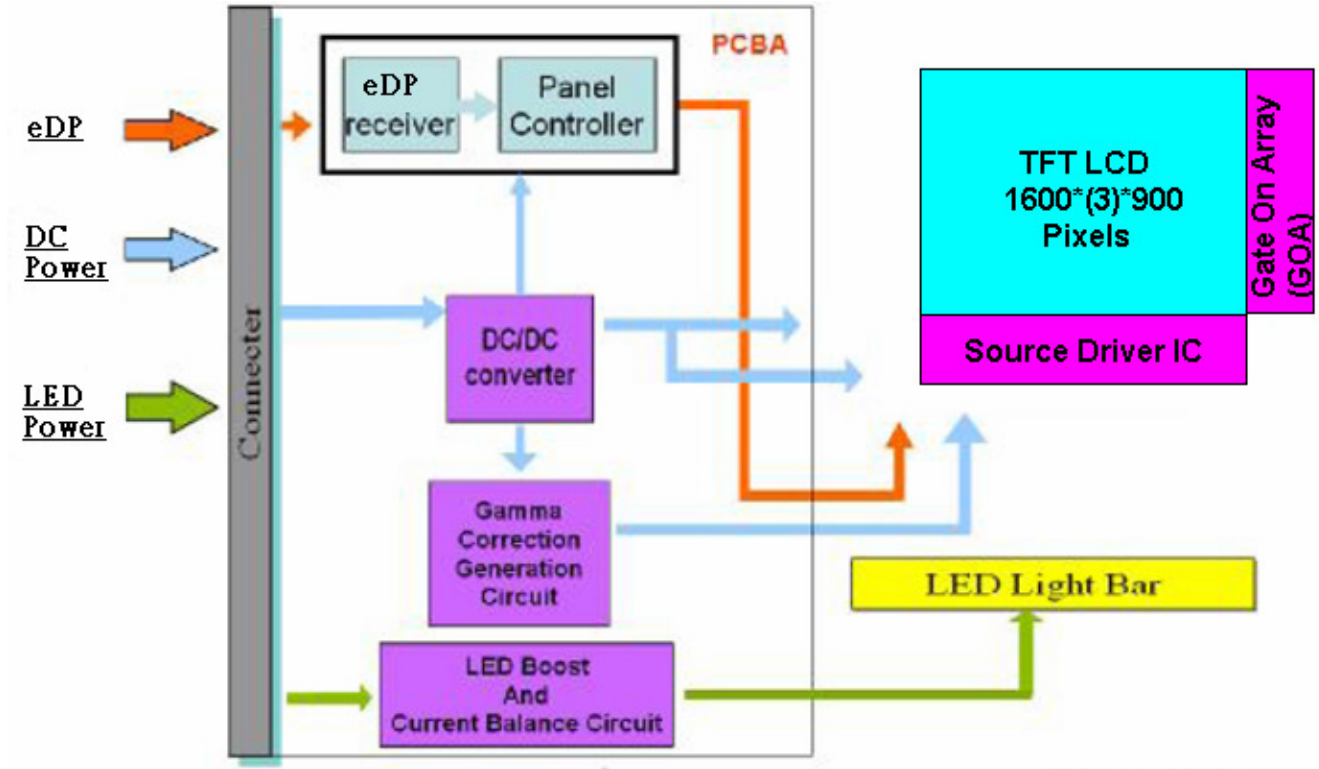 PCBA
eDP
receiver
Panel
Controller
eDP
TFT LCD
1600*(3)*900
Pixels
Gate On Array
(GOA)
DC
Power
DC/DC
converter
Source Driver IC
LED
Power
Connecter
Gamma
Correction
Generation
Circuit
LED Light Bar
LED Boost
And
Current Balance Circuit